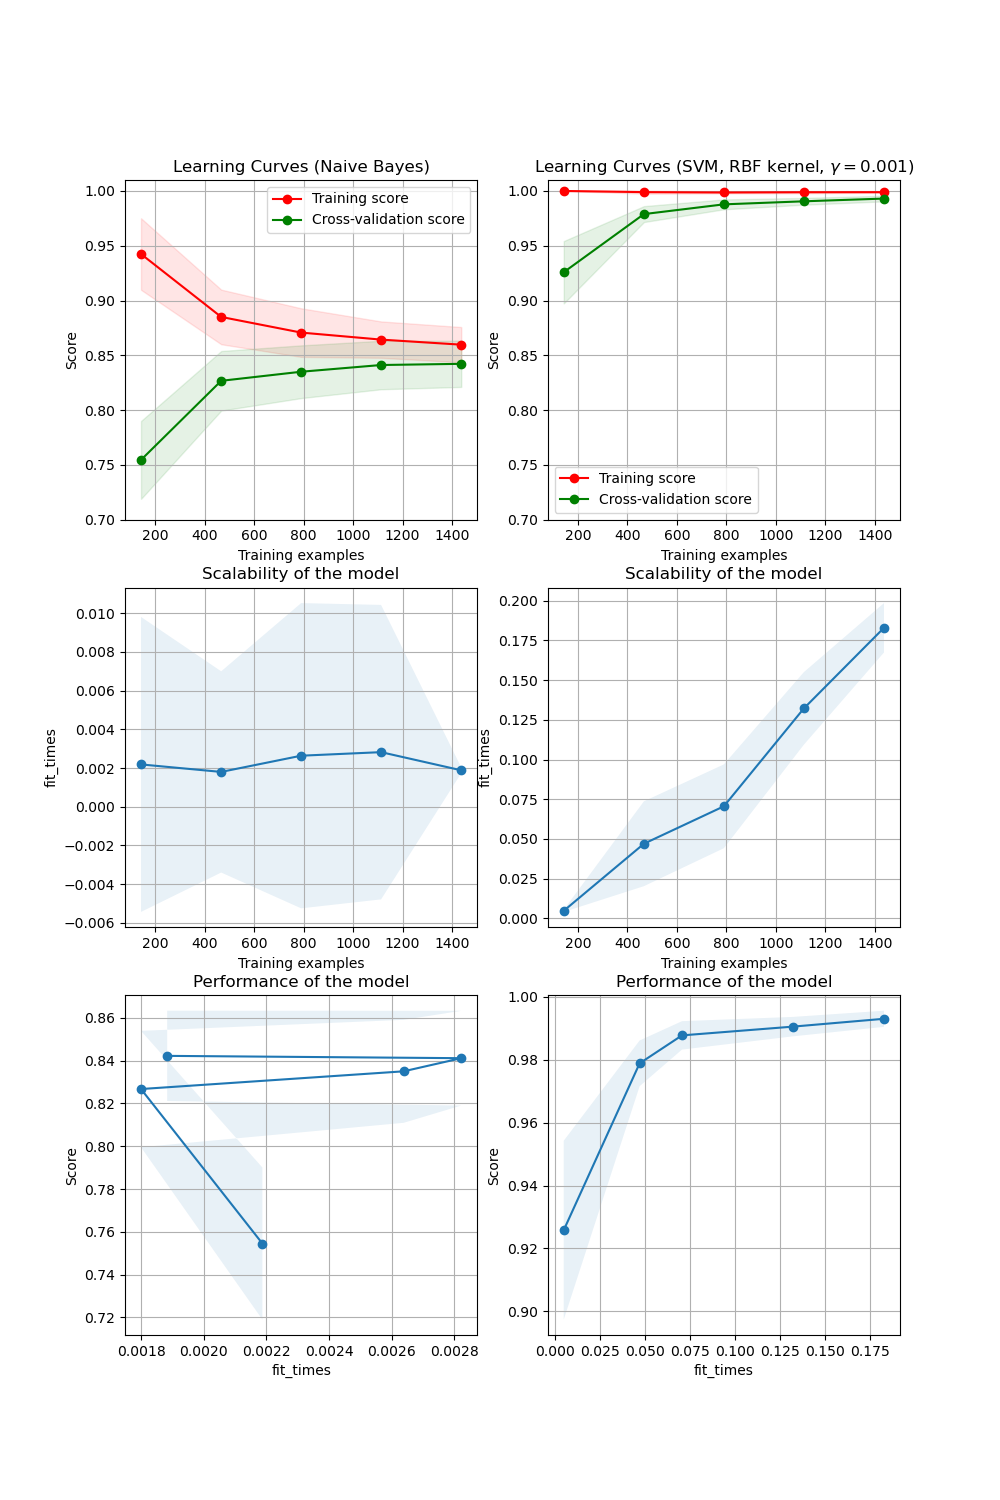 Learning Curves (Naive Bayes)
1.00
0.95
0.90
0.85
0.80
0.75
0.70
Score
Training score
Cross-validation score
200 400 600 800 1000 1200 1400
Training examples
Learning Curves (SVM, RBF kernel, γ = 0.001)
1.00
0.95
0.90
0.85
0.80
0.75
0.70
Score
Training score
Cross-validation score
200 400 600 800 1000 1200 1400
Training examples
Scalability of the model
0.010
0.008
0.006
0.004
0.002
0.000
−0.002
−0.004
−0.006
fit_times
200 400 600 800 1000 1200 1400
Training examples
Scalability of the model
0.200
0.175
0.150
0.125
0.100
0.075
0.050
0.025
0.000
fit_times
200 400 600 800 1000 1200 1400
Training examples
Performance of the model
0.86
0.84
0.82
0.80
0.78
0.76
0.74
0.72
Score
0.0018 0.0020 0.0022 0.0024 0.0026 0.0028
fit_times
Performance of the model
1.00
0.98
0.96
0.94
0.92
0.90
Score
0.000 0.025 0.050 0.075 0.100 0.125 0.150 0.175
fit_times